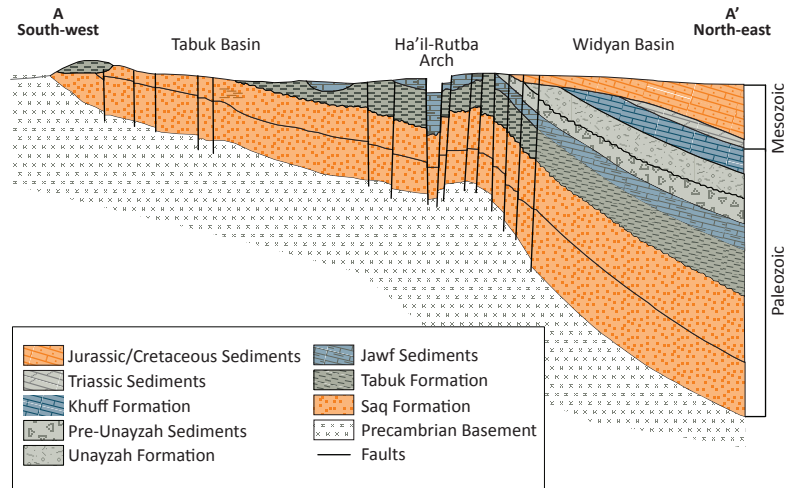 A
South-west
Tabuk Basin
Ha'il-Rutba
Arch
Widyan Basin
A'
North-east
Mesozoic
Paleozoic
Jurassic/Cretaceous Sediments
Triassic Sediments
Khuff Formation
Pre-Unayzah Sediments
Unayzah Formation
Jawf Sediments
Tabuk Formation
Saq Formation
Precambrian Basement
Faults